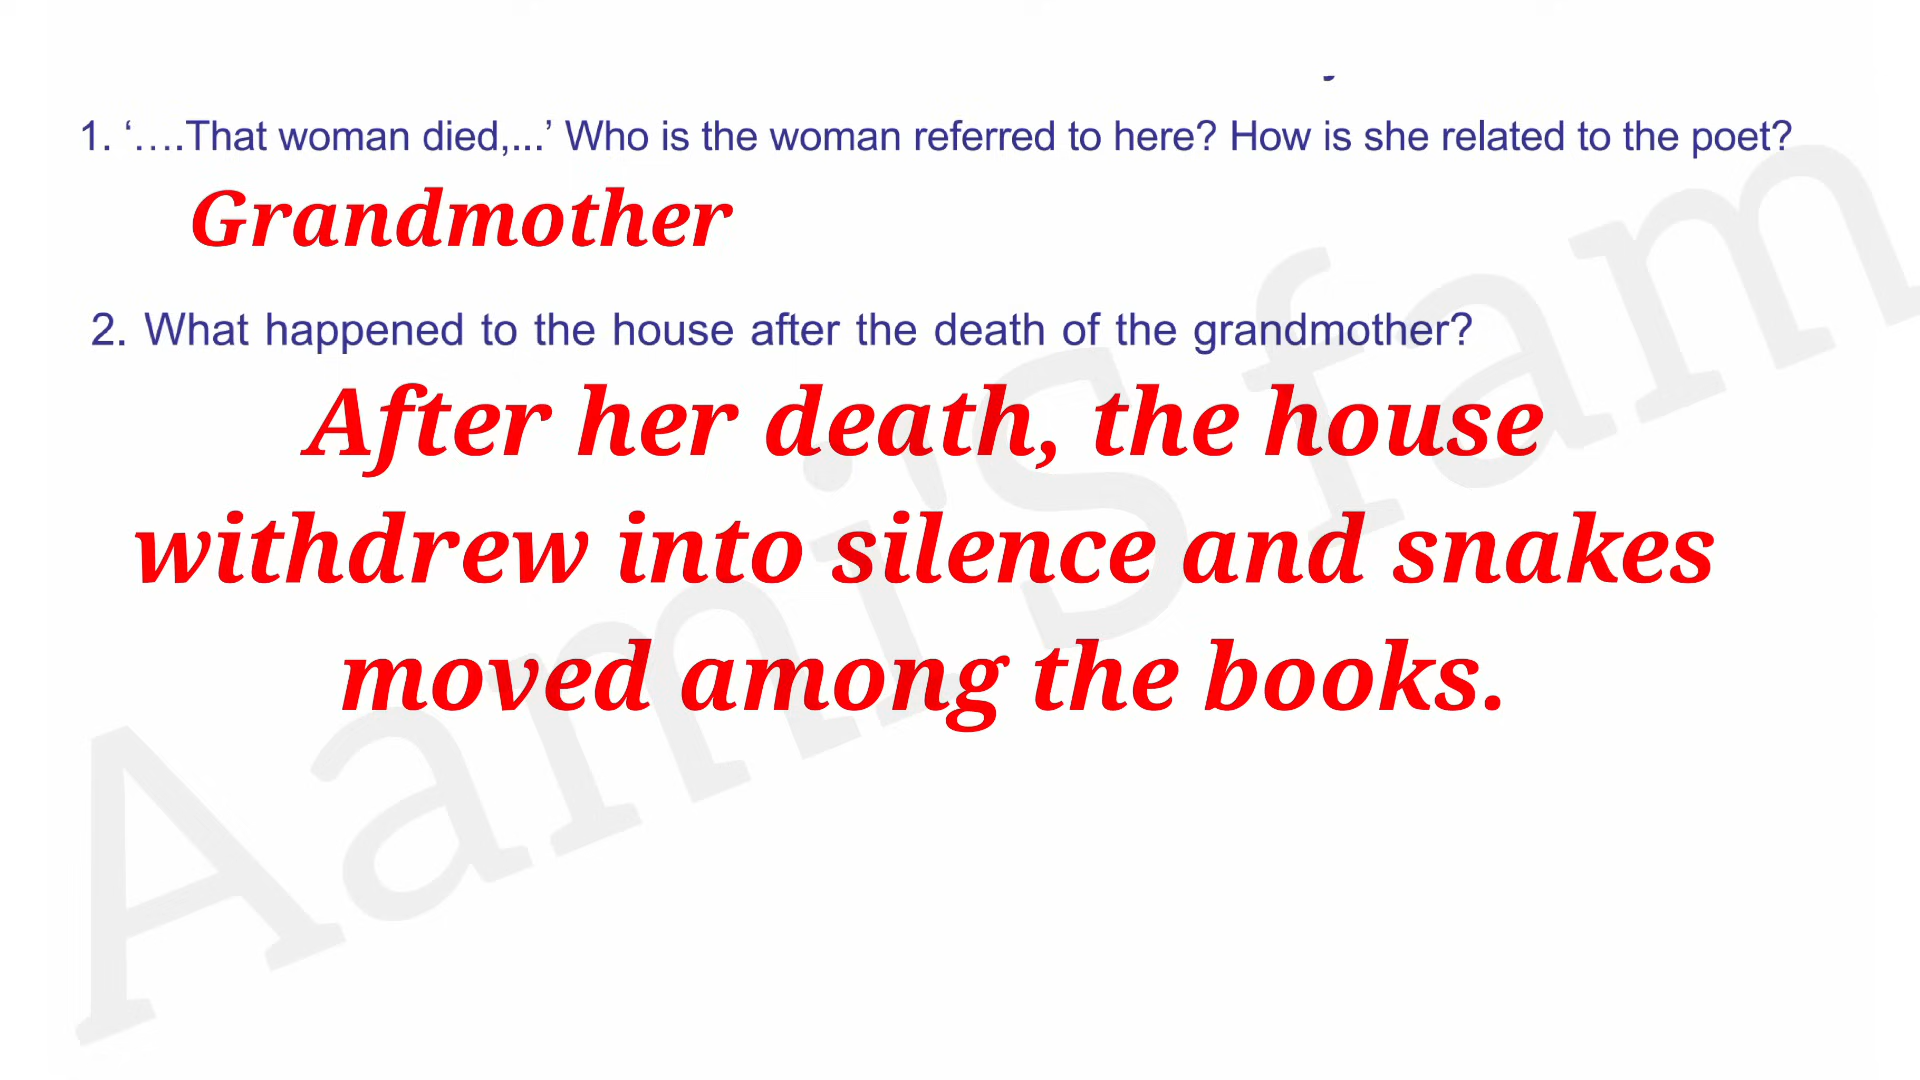 1. ‘….That woman died,...’ Who is the woman referred to here? How is she related to the poet?
Grandmother
2. What happened to the house after the death of the grandmother?
After her death, the house
withdrew into silence and snakes
moved among the books.
Aami'S fam